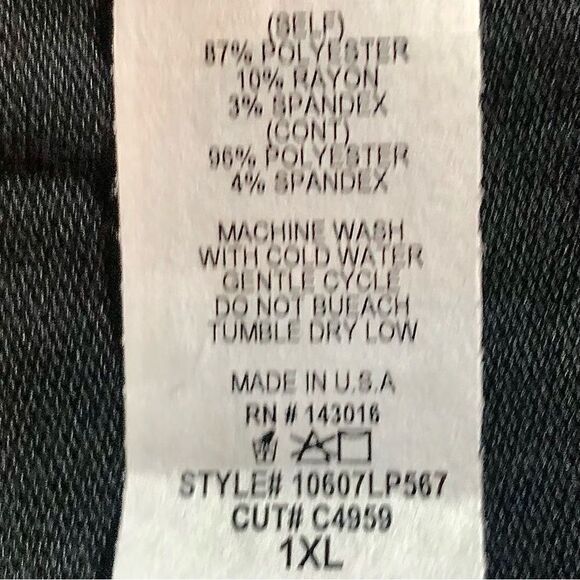 (SELF)
87% POLYESTER
10% RAYON
3% SPANDEX
(CONT)
96% POLYESTER
4% SPANDEX
MACHINE WASH
WITH COLD WATER
GENTLE CYCLE
DO NOT BLEACH
TUMBLE DRY LOW
MADE IN U.S.A
RN # 143016
STYLE# 10607LP567
CUT# C4959
1XL